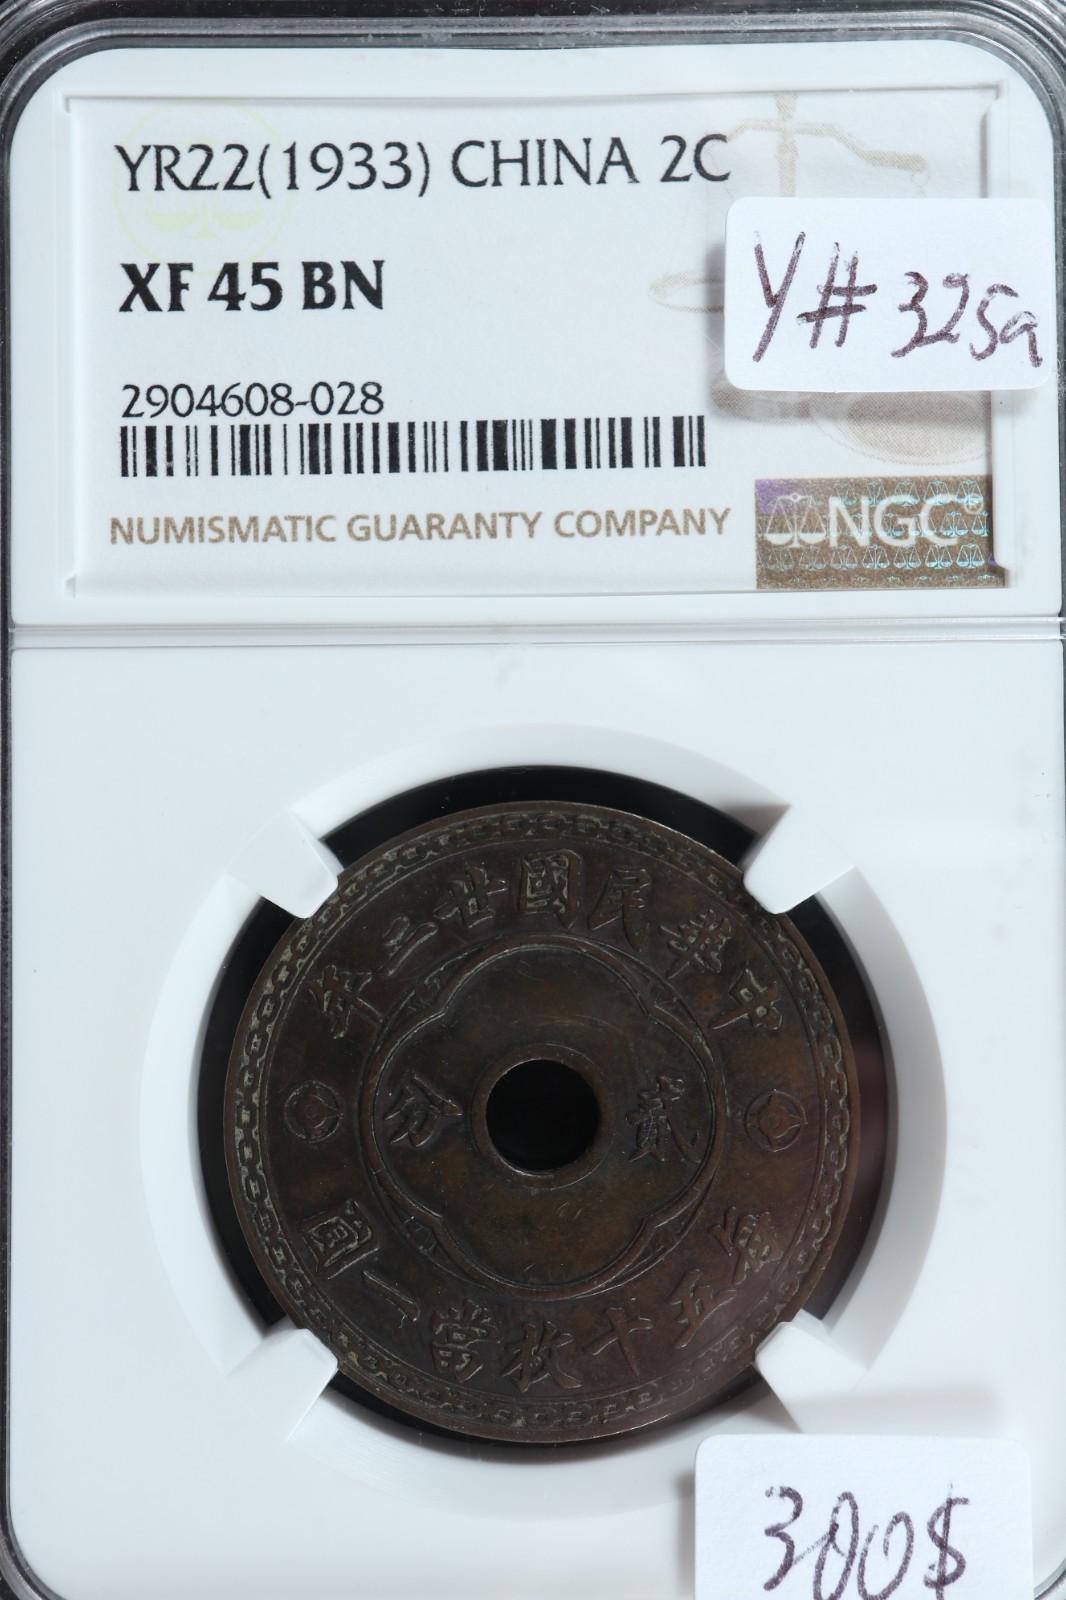 YR22(1933) CHINA 2C
XF 45 BN
Y# 325a
2904608-028
NUMISMATIC GUARANTY COMPANY
NGC
中華民國廿二年
貳分
每五十枚當一圓
300$